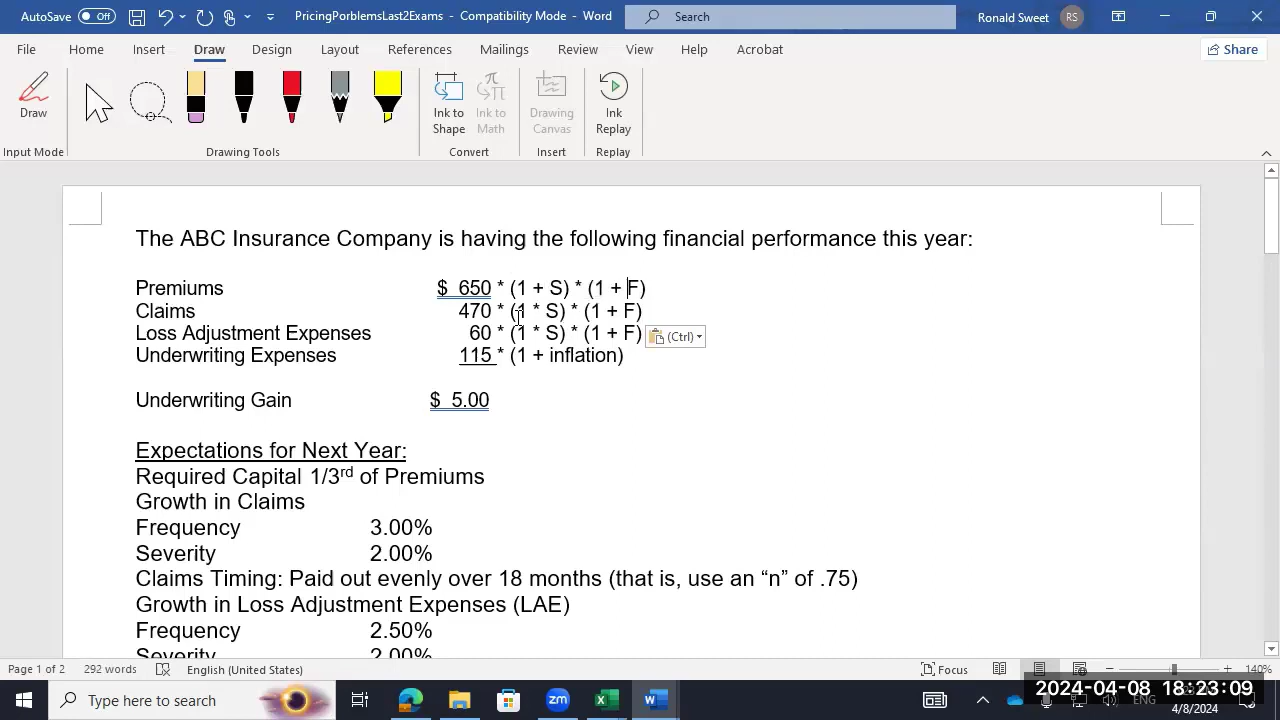 AutoSave Off PricingPorblemsLast2Exams - Compatibility Mode - Word Search Ronald Sweet RS
File Home Insert Draw Design Layout References Mailings Review View Help Acrobat Share
Draw
Ink to Shape
Ink to Math
Drawing Canvas
Ink Replay
Input Mode Drawing Tools Convert Insert Replay
The ABC Insurance Company is having the following financial performance this year:
Premiums $ 650 * (1 + S) * (1 + F)
Claims 470 * (1 * S) * (1 + F)
Loss Adjustment Expenses 60 * (1 * S) * (1 + F) (Ctrl)
Underwriting Expenses 115 * (1 + inflation)
Underwriting Gain $ 5.00
Expectations for Next Year:
Required Capital 1/3rd of Premiums
Growth in Claims
Frequency 3.00%
Severity 2.00%
Claims Timing: Paid out evenly over 18 months (that is, use an “n” of .75)
Growth in Loss Adjustment Expenses (LAE)
Frequency 2.50%
Severity 2.00%
Page 1 of 2 292 words English (United States) Focus 140%
Type here to search zm ENG
2024-04-08 18:23:09
4/8/2024